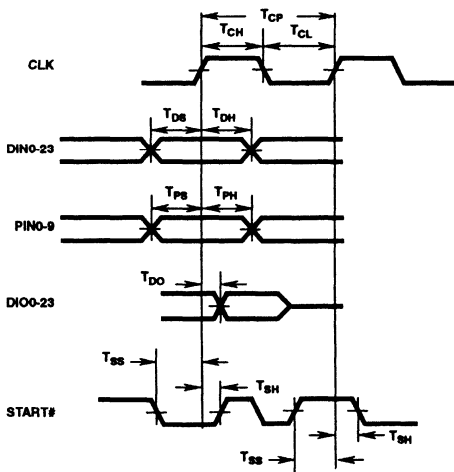 TCP
TCH
TCL
CLK
TDS
TDH
DIN0-23
TPS
TPH
PIN0-9
TDO
DIO0-23
TSS
TSH
START#
TSH
TSS